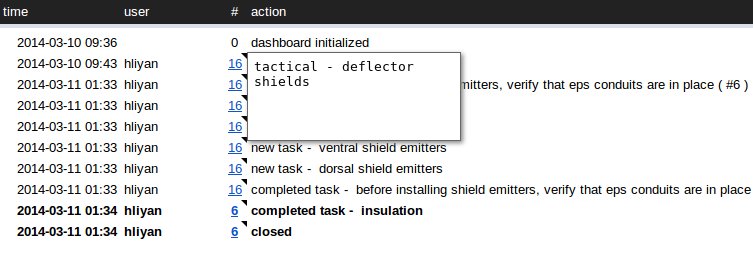 time user # action
2014-03-10 09:36 0 dashboard initialized
2014-03-10 09:43 hliyan 16
tactical - deflector
shields
2014-03-11 01:33 hliyan 16 emitters, verify that eps conduits are in place ( #6 )
2014-03-11 01:33 hliyan 16
2014-03-11 01:33 hliyan 16
2014-03-11 01:33 hliyan 16 new task - ventral shield emitters
2014-03-11 01:33 hliyan 16 new task - dorsal shield emitters
2014-03-11 01:33 hliyan 16 completed task - before installing shield emitters, verify that eps conduits are in place
2014-03-11 01:34 hliyan 6 completed task - insulation
2014-03-11 01:34 hliyan 6 closed